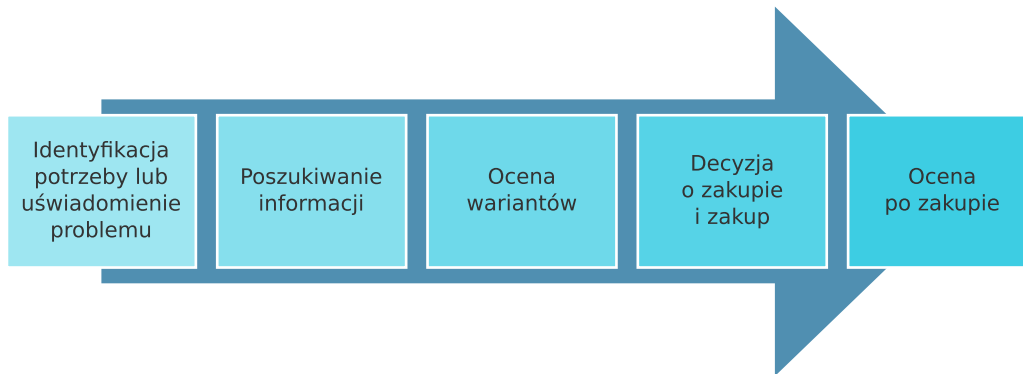 Identyfikacja
potrzeby lub
uświadomienie
problemu
Poszukiwanie
informacji
Ocena
wariantów
Decyzja
o zakupie
i zakup
Ocena
po zakupie